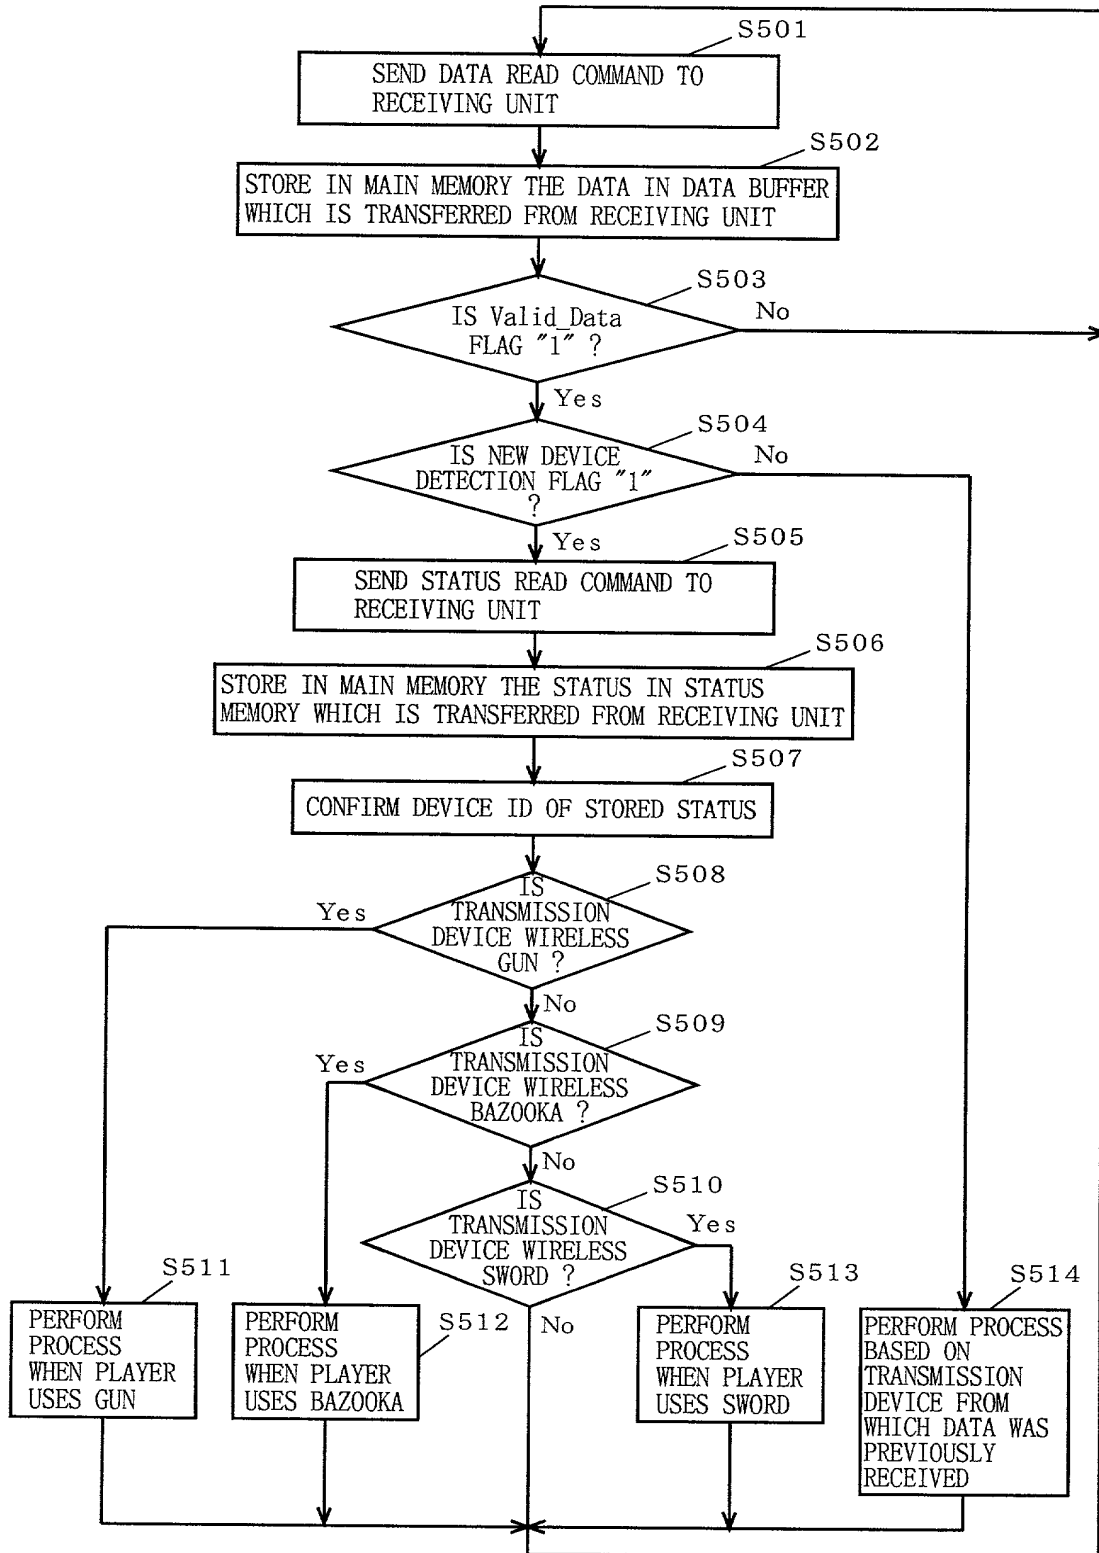 S501
SEND DATA READ COMMAND TO
RECEIVING UNIT
S502
STORE IN MAIN MEMORY THE DATA IN DATA BUFFER
WHICH IS TRANSFERRED FROM RECEIVING UNIT
S503
IS Valid_Data
FLAG "1" ?
No
Yes
S504
IS NEW DEVICE
DETECTION FLAG "1"
?
No
Yes
S505
SEND STATUS READ COMMAND TO
RECEIVING UNIT
S506
STORE IN MAIN MEMORY THE STATUS IN STATUS
MEMORY WHICH IS TRANSFERRED FROM RECEIVING UNIT
S507
CONFIRM DEVICE ID OF STORED STATUS
S508
IS
TRANSMISSION
DEVICE WIRELESS
GUN ?
Yes
No
S509
IS
TRANSMISSION
DEVICE WIRELESS
BAZOOKA ?
Yes
No
S510
IS
TRANSMISSION
DEVICE WIRELESS
SWORD ?
Yes
No
S511
PERFORM
PROCESS
WHEN PLAYER
USES GUN
S512
PERFORM
PROCESS
WHEN PLAYER
USES BAZOOKA
S513
PERFORM
PROCESS
WHEN PLAYER
USES SWORD
S514
PERFORM PROCESS
BASED ON
TRANSMISSION
DEVICE FROM
WHICH DATA WAS
PREVIOUSLY
RECEIVED